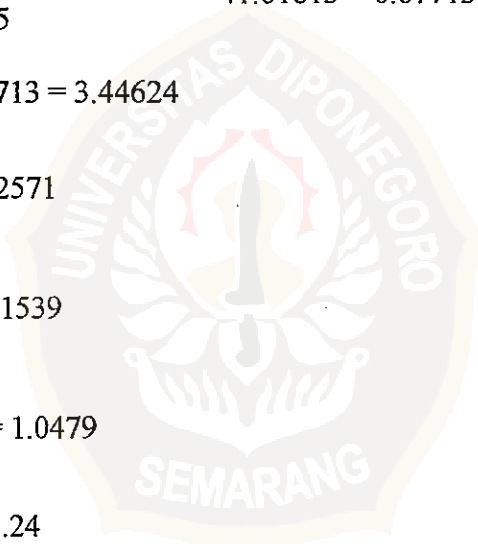 5
713 = 3.44624
2571
1539
= 1.0479
.24
UNIVERSITAS DIPONEGORO
SEMARANG